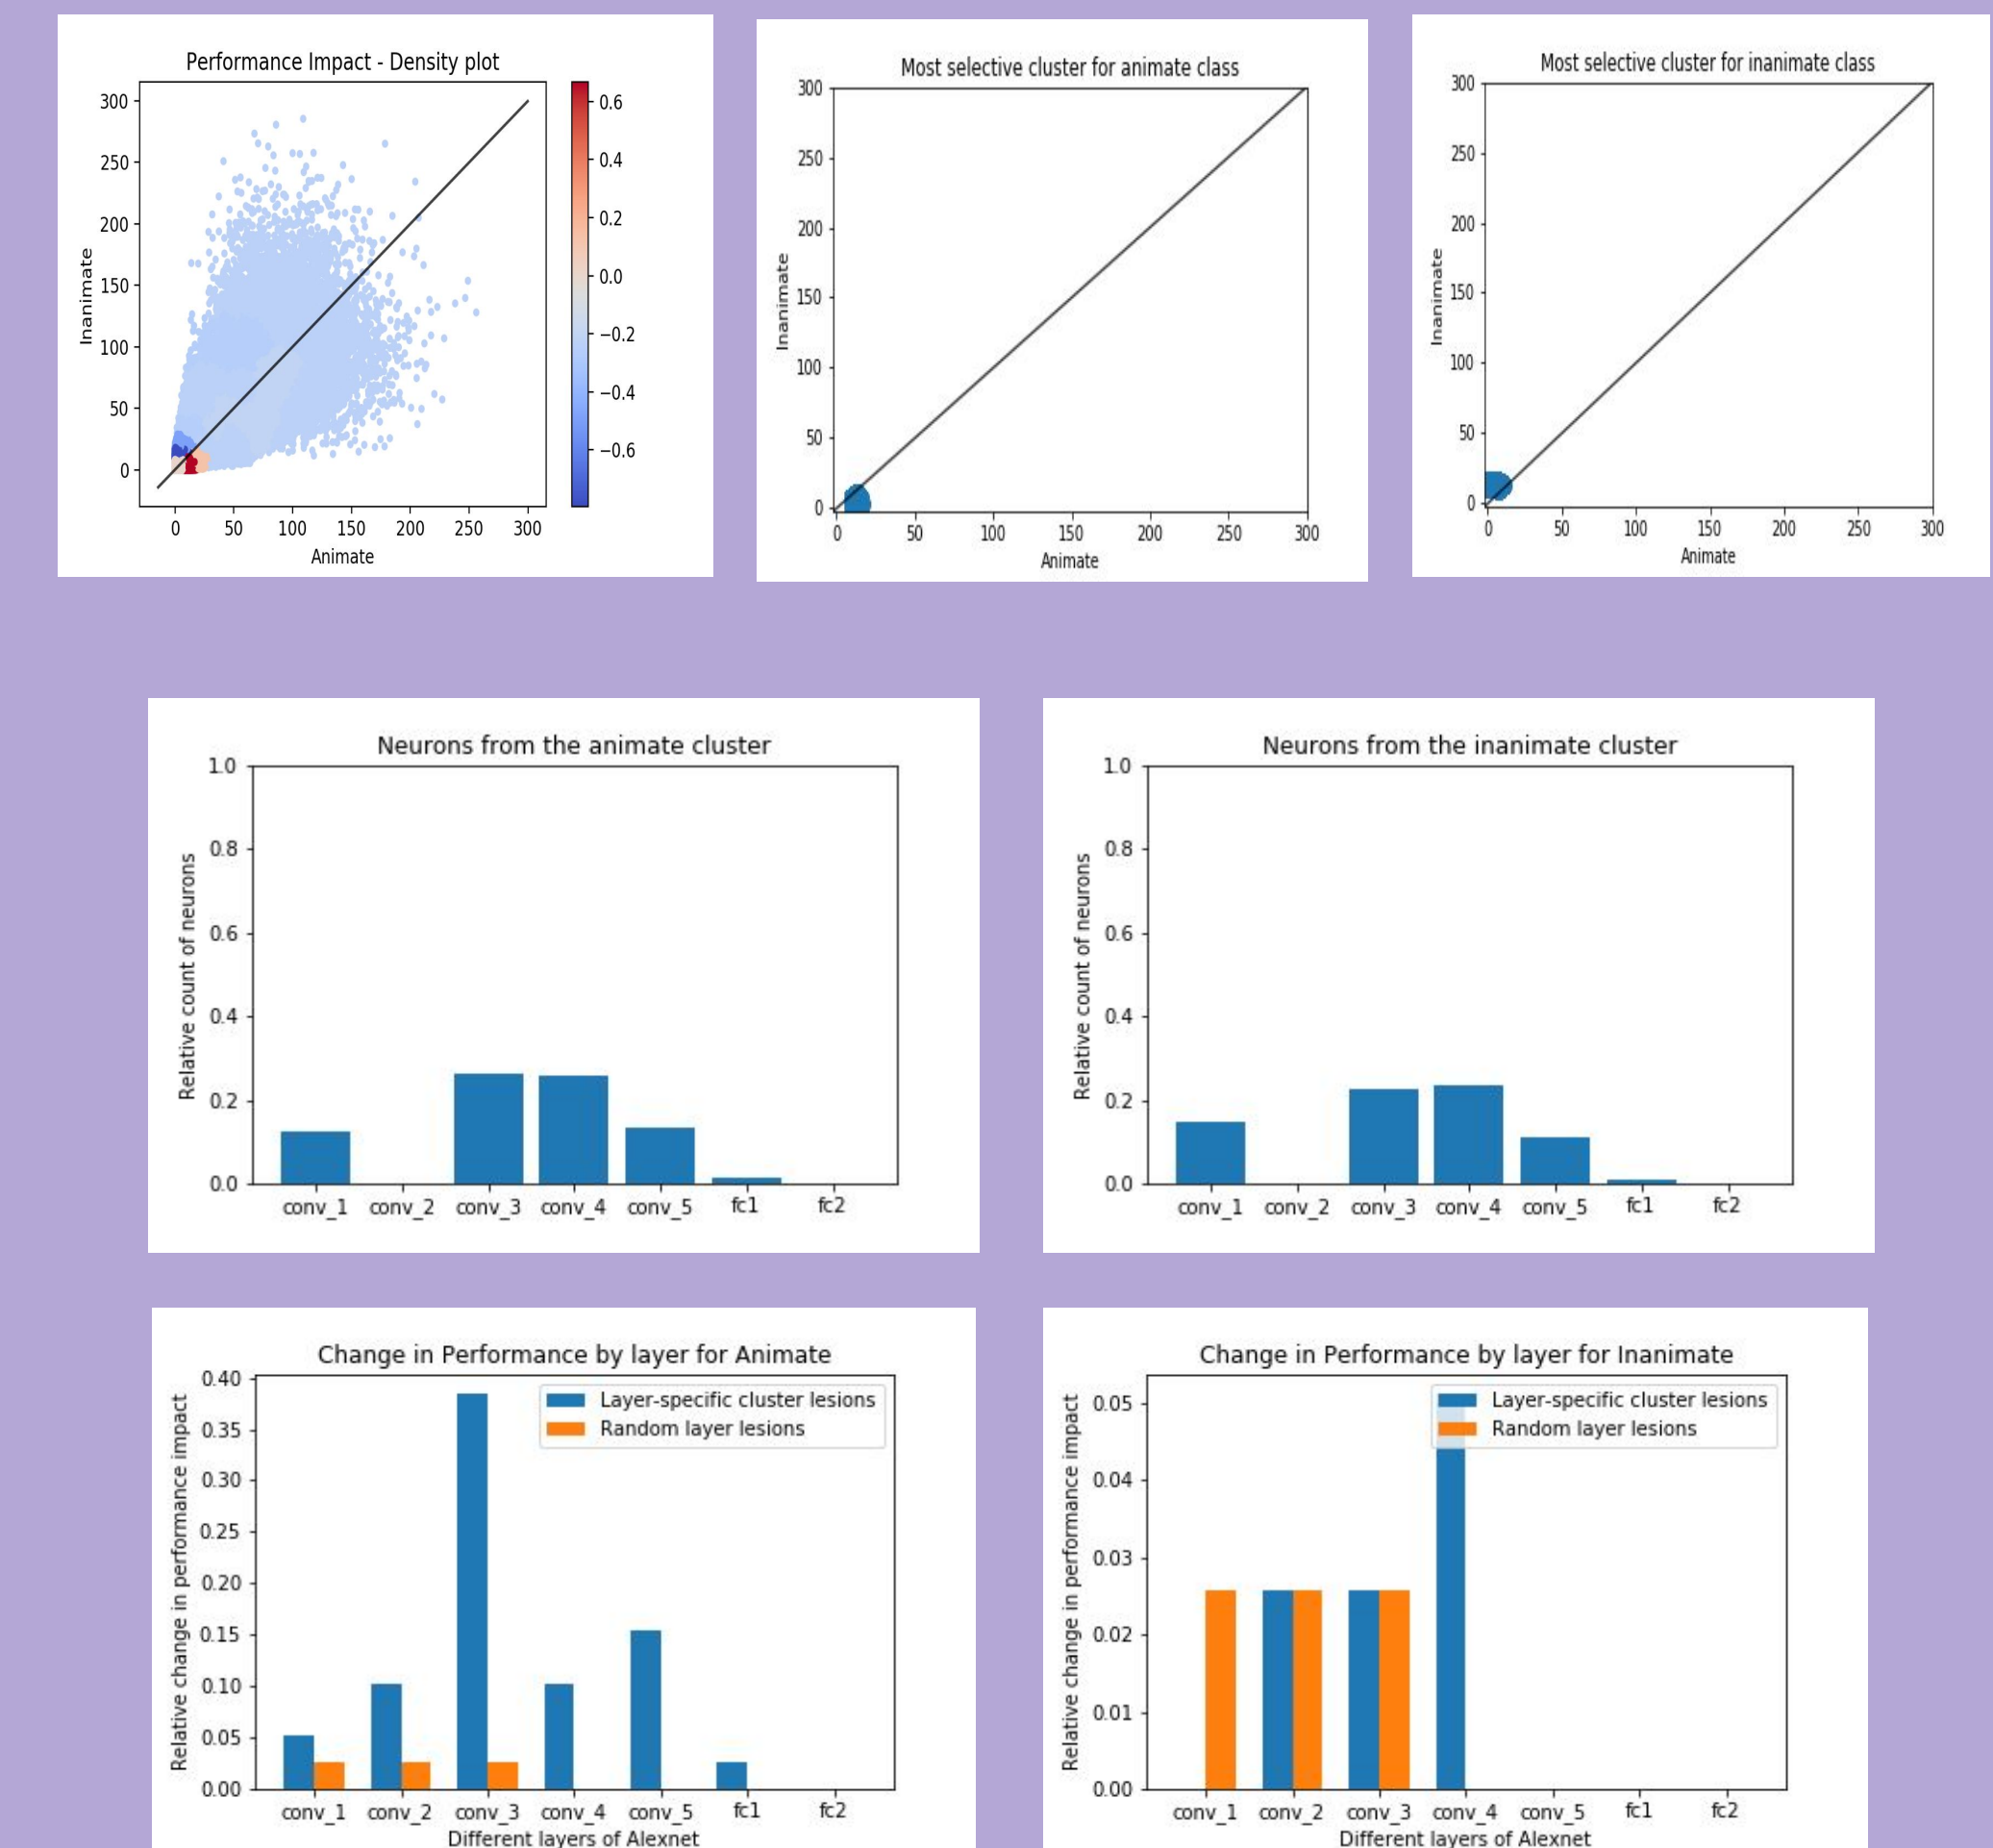 Performance Impact - Density plot
300
250
200
150
100
50
0
Inanimate
0 50 100 150 200 250 300
Animate
0.6
0.4
0.2
0.0
−0.2
−0.4
−0.6
Most selective cluster for animate class
300
250
200
150
100
50
0
Inanimate
0 50 100 150 200 250 300
Animate
Most selective cluster for inanimate class
300
250
200
150
100
50
0
Inanimate
0 50 100 150 200 250 300
Animate
Neurons from the animate cluster
1.0
0.8
0.6
0.4
0.2
0.0
Relative count of neurons
conv_1 conv_2 conv_3 conv_4 conv_5 fc1 fc2
Neurons from the inanimate cluster
1.0
0.8
0.6
0.4
0.2
0.0
Relative count of neurons
conv_1 conv_2 conv_3 conv_4 conv_5 fc1 fc2
Change in Performance by layer for Animate
0.40
0.35
0.30
0.25
0.20
0.15
0.10
0.05
0.00
Relative change in performance impact
Layer-specific cluster lesions
Random layer lesions
conv_1 conv_2 conv_3 conv_4 conv_5 fc1 fc2
Different layers of Alexnet
Change in Performance by layer for Inanimate
0.05
0.04
0.03
0.02
0.01
0.00
Relative change in performance impact
Layer-specific cluster lesions
Random layer lesions
conv_1 conv_2 conv_3 conv_4 conv_5 fc1 fc2
Different layers of Alexnet